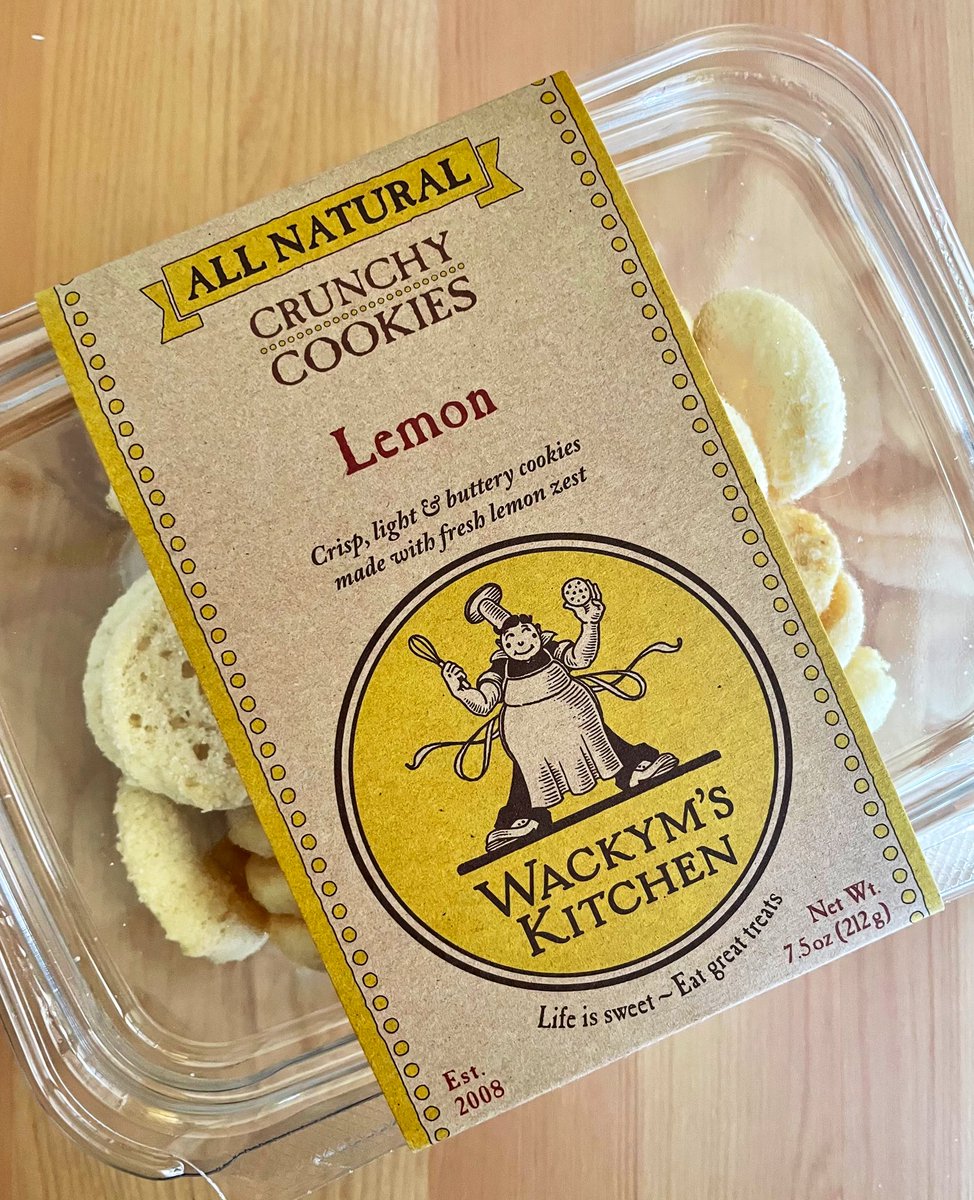 ALL NATURAL
CRUNCHY
COOKIES
Lemon
Crisp, light & buttery cookies
made with fresh lemon zest
WACKYM'S
KITCHEN
Life is sweet ~ Eat great treats
Net Wt.
7.5 oz (212 g)
Est.
2008